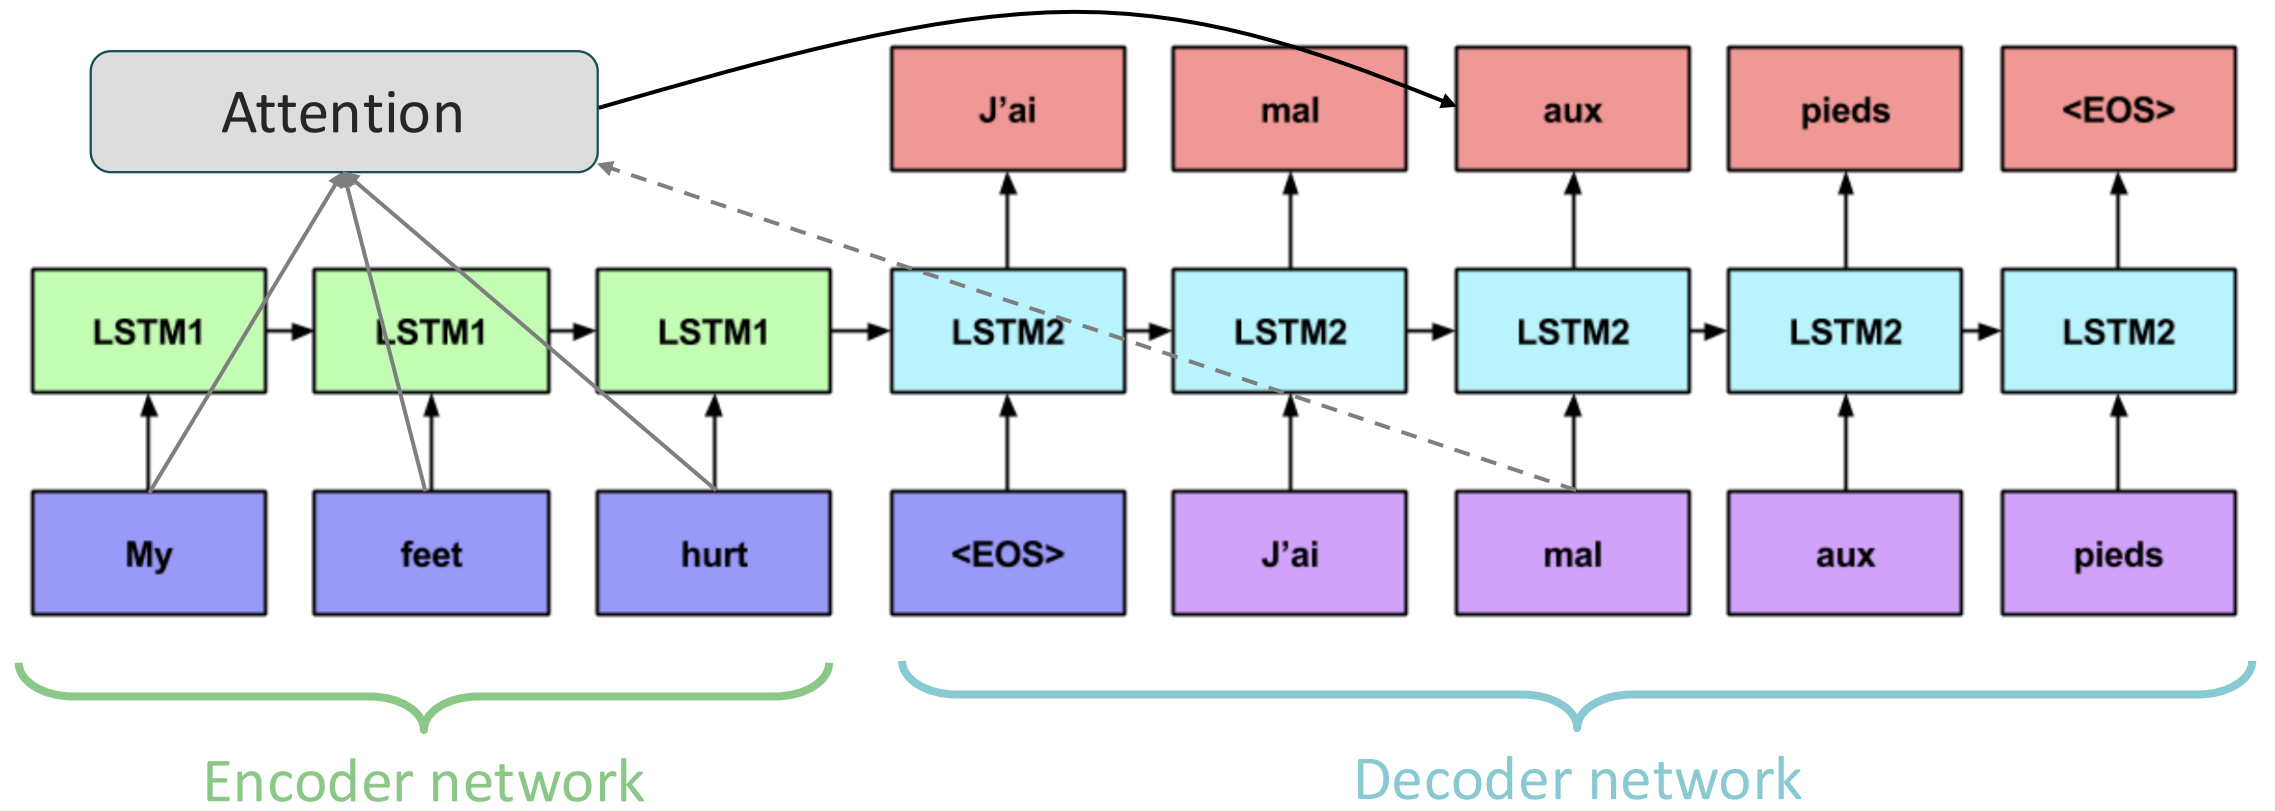 Attention
J’ai
mal
aux
pieds
<EOS>
LSTM1
LSTM1
LSTM1
LSTM2
LSTM2
LSTM2
LSTM2
LSTM2
My
feet
hurt
<EOS>
J’ai
mal
aux
pieds
Encoder network
Decoder network